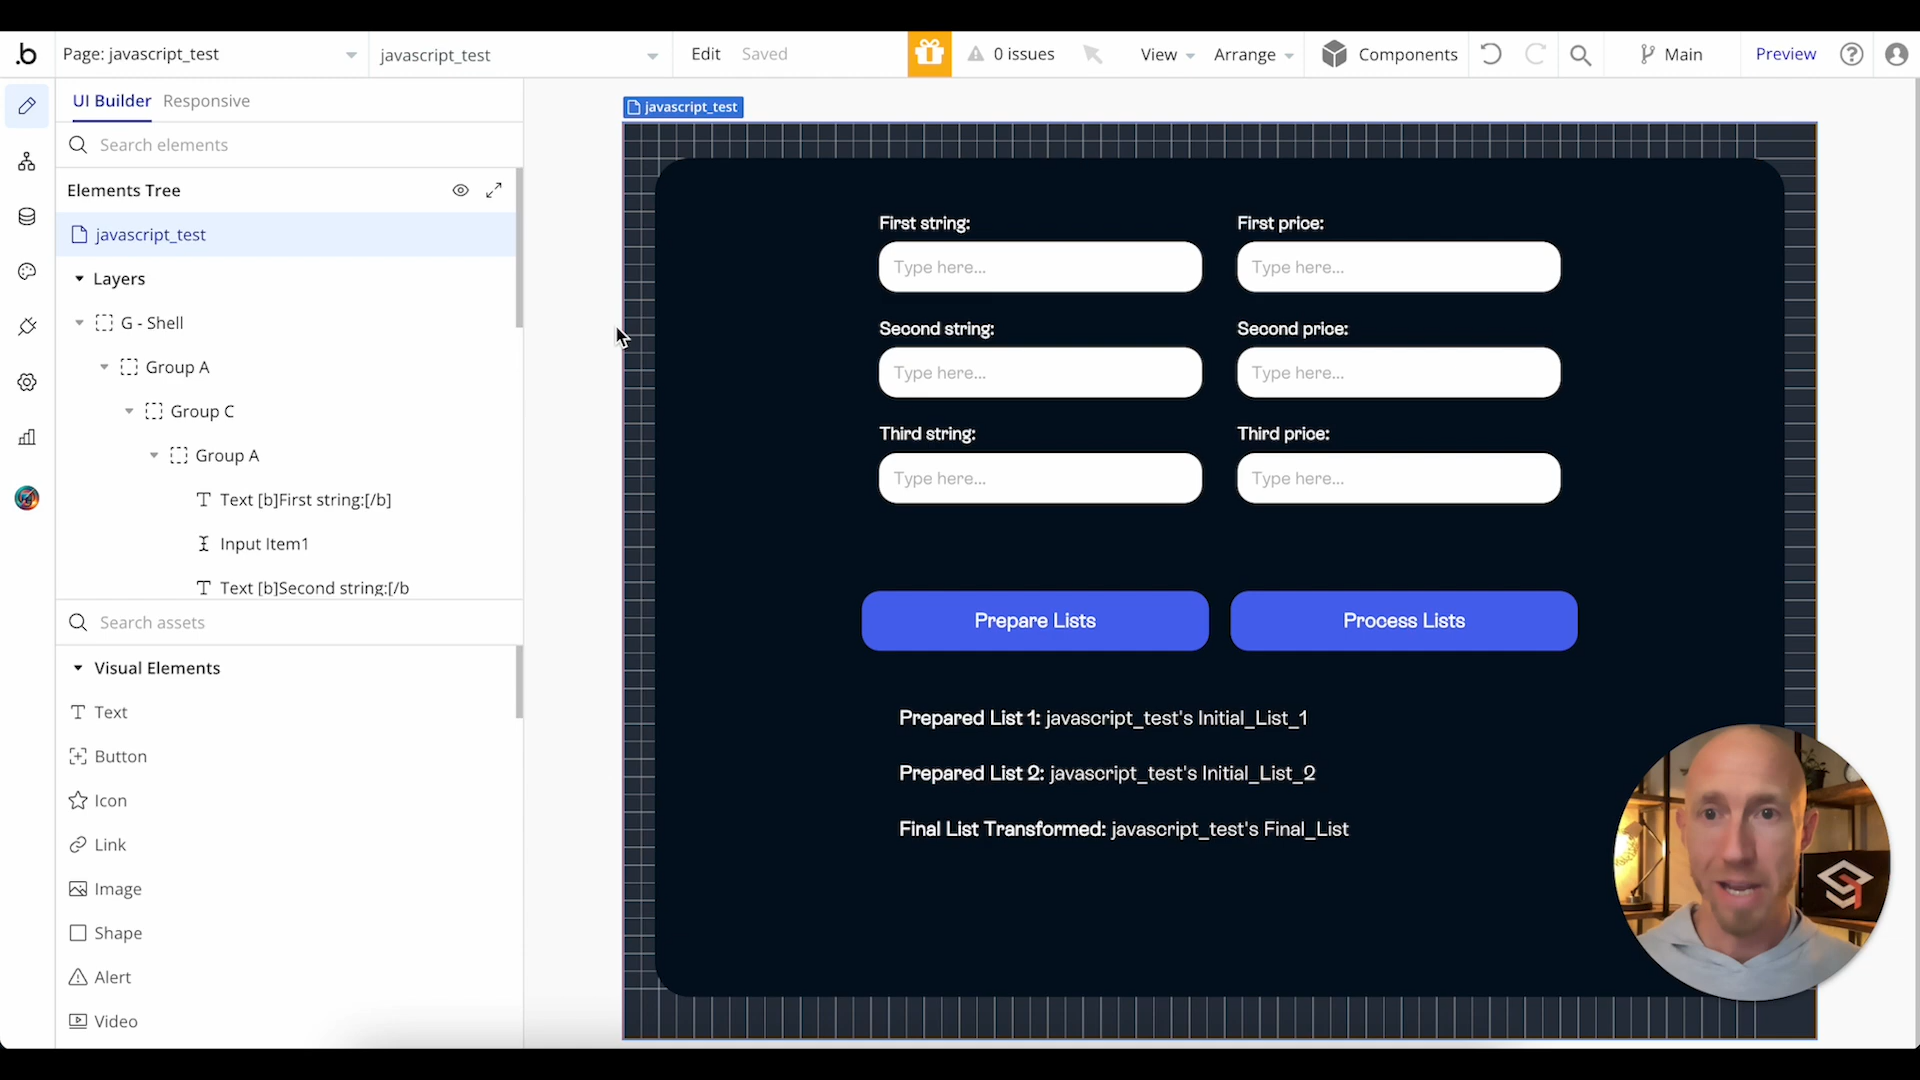 .b
Page: javascript_test
javascript_test
Edit
Saved
0 issues
View
Arrange
Components
Main
Preview
UI Builder
Responsive
Search elements
Elements Tree
javascript_test
Layers
G - Shell
Group A
Group C
Group A
Text [b]First string:[/b]
Input Item1
Text [b]Second string:[/b
Search assets
Visual Elements
Text
Button
Icon
Link
Image
Shape
Alert
Video
javascript_test
First string:
First price:
Type here...
Type here...
Second string:
Second price:
Type here...
Type here...
Third string:
Third price:
Type here...
Type here...
Prepare Lists
Process Lists
Prepared List 1: javascript_test's Initial_List_1
Prepared List 2: javascript_test's Initial_List_2
Final List Transformed: javascript_test's Final_List